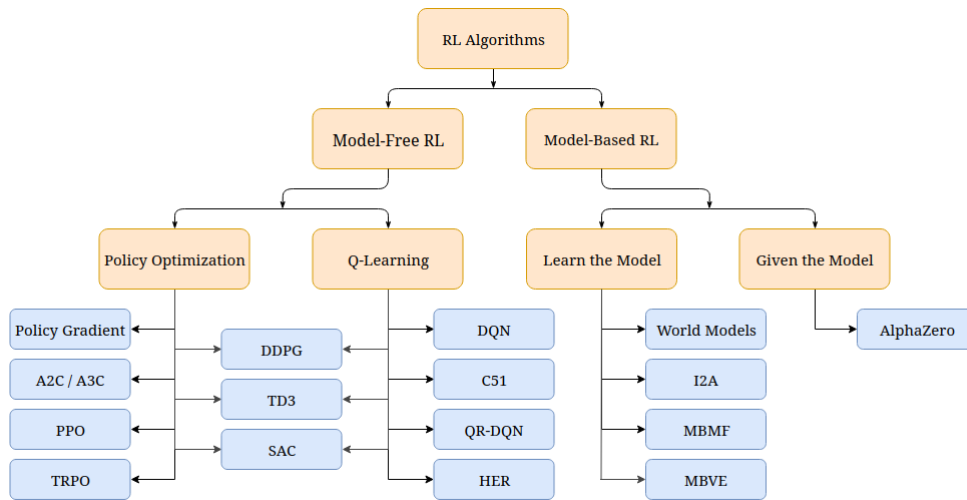 RL Algorithms
Model-Free RL
Model-Based RL
Policy Optimization
Q-Learning
Learn the Model
Given the Model
Policy Gradient
DDPG
DQN
World Models
AlphaZero
A2C / A3C
TD3
C51
I2A
PPO
SAC
QR-DQN
MBMF
TRPO
HER
MBVE